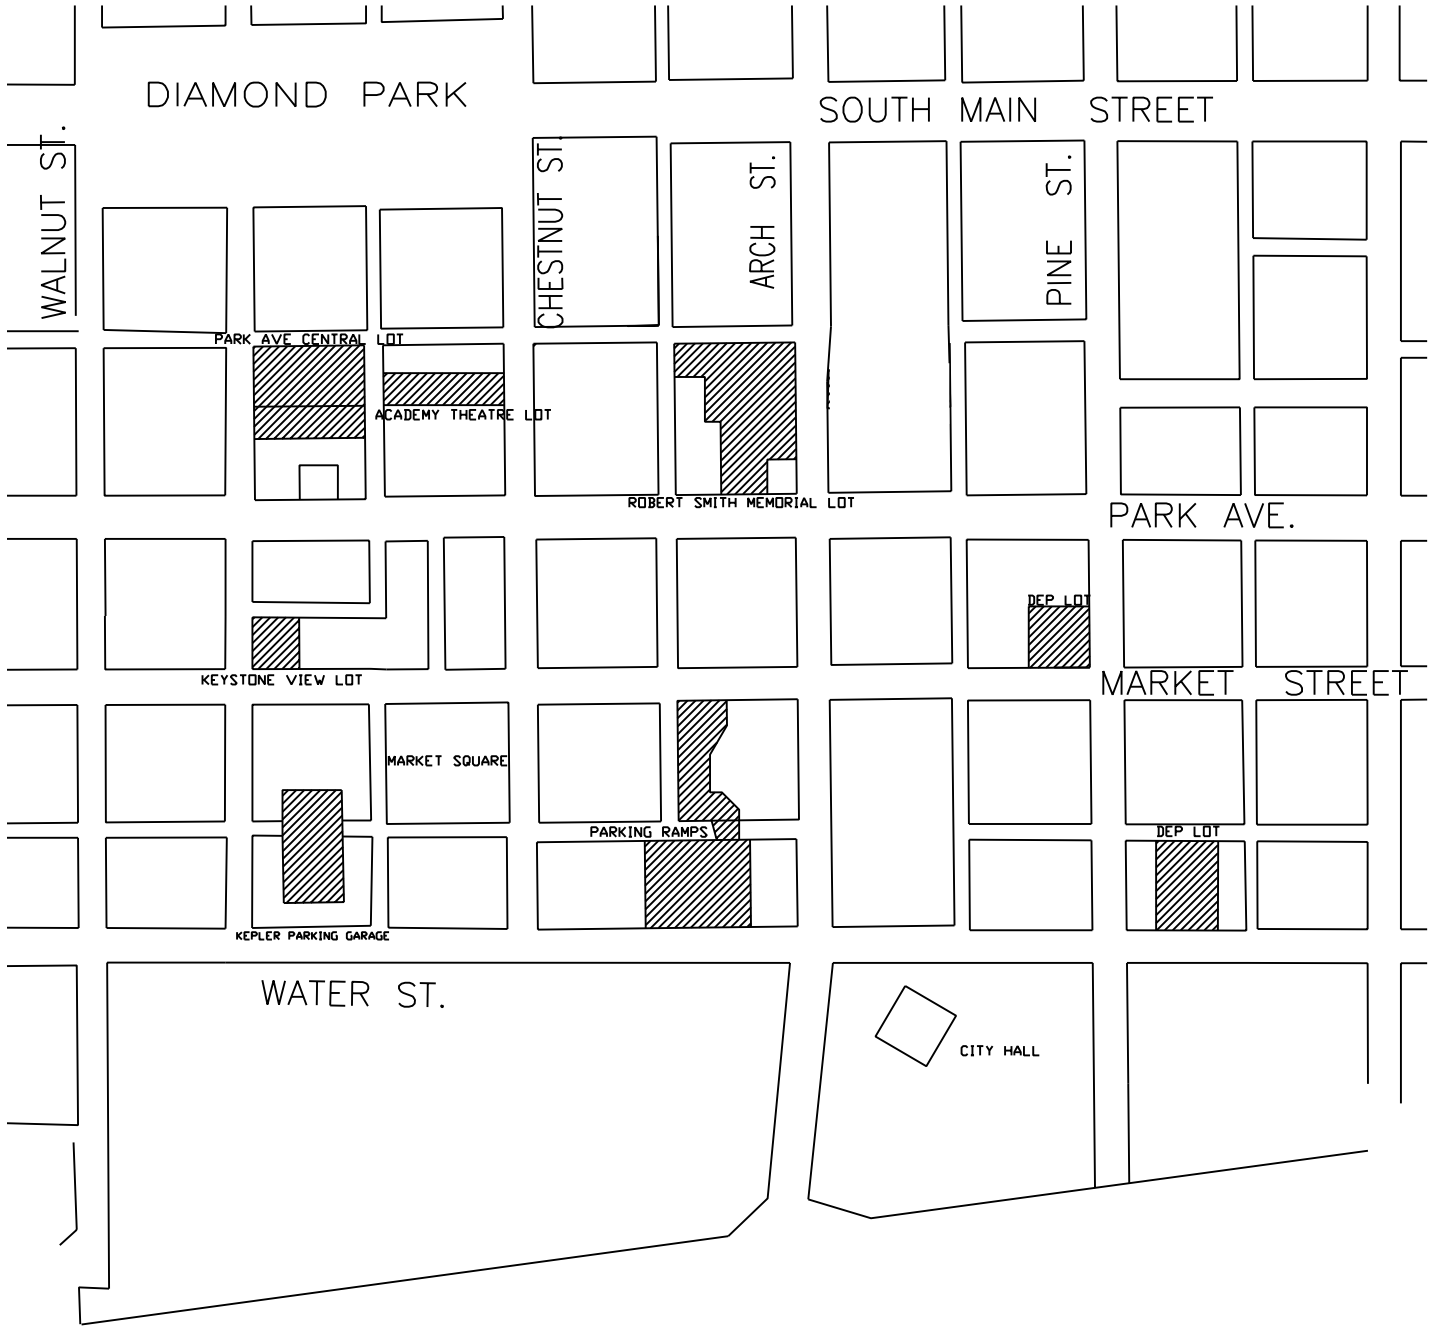 DIAMOND PARK
SOUTH MAIN STREET
WALNUT ST.
CHESTNUT ST.
ARCH ST.
PINE ST.
PARK AVE CENTRAL LOT
ACADEMY THEATRE LOT
ROBERT SMITH MEMORIAL LOT
PARK AVE.
DEP LOT
KEYSTONE VIEW LOT
MARKET STREET
MARKET SQUARE
PARKING RAMPS
DEP LOT
KEPLER PARKING GARAGE
WATER ST.
CITY HALL